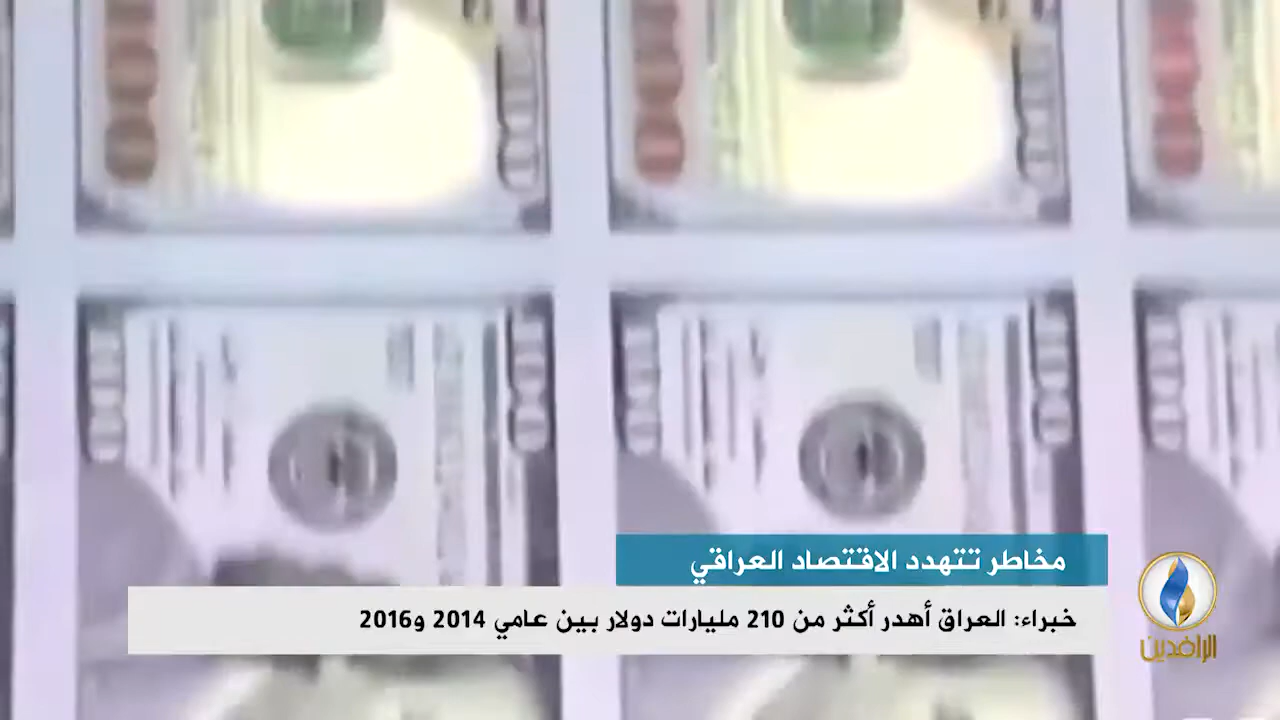 مخاطر تتهدد الاقتصاد العراقي
خبراء: العراق أهدر أكثر من 210 مليارات دولار بين عامي 2014 و2016
الرافدين